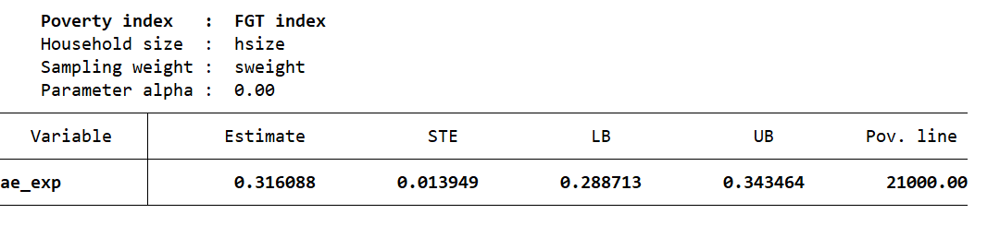 Poverty index   :  FGT index
Household size  :  hsize
Sampling weight :  sweight
Parameter alpha :  0.00
Variable Estimate STE LB UB Pov. line
ae_exp 0.316088 0.013949 0.288713 0.343464 21000.00